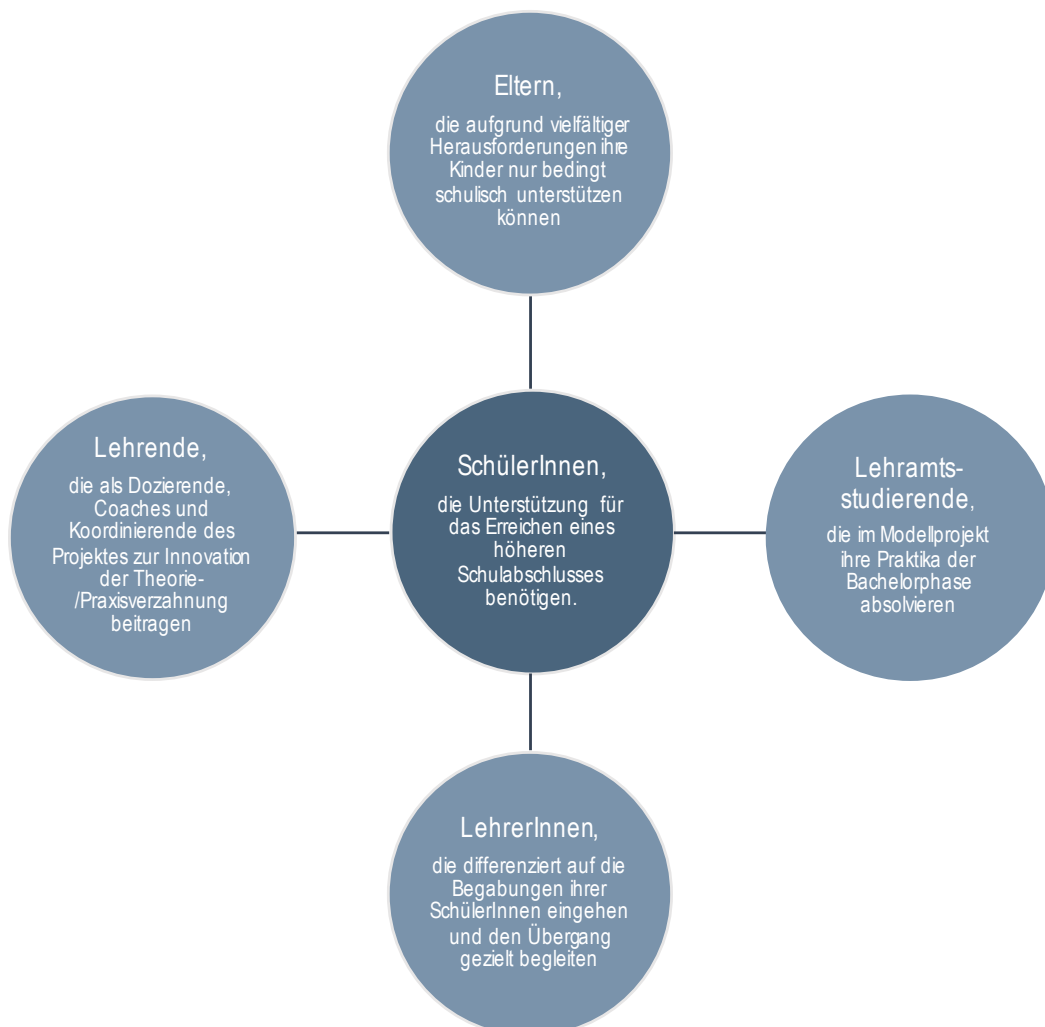 Eltern,
die aufgrund vielfältiger
Herausforderungen ihre
Kinder nur bedingt
schulisch unterstützen
können
Lehrende,
die als Dozierende,
Coaches und
Koordinierende des
Projektes zur Innovation
der Theorie-
/Praxisverzahnung
beitragen
SchülerInnen,
die Unterstützung für
das Erreichen eines
höheren
Schulabschlusses
benötigen.
Lehramts-
studierende,
die im Modellprojekt
ihre Praktika der
Bachelorphase
absolvieren
LehrerInnen,
die differenziert auf die
Begabungen ihrer
SchülerInnen eingehen
und den Übergang
gezielt begleiten